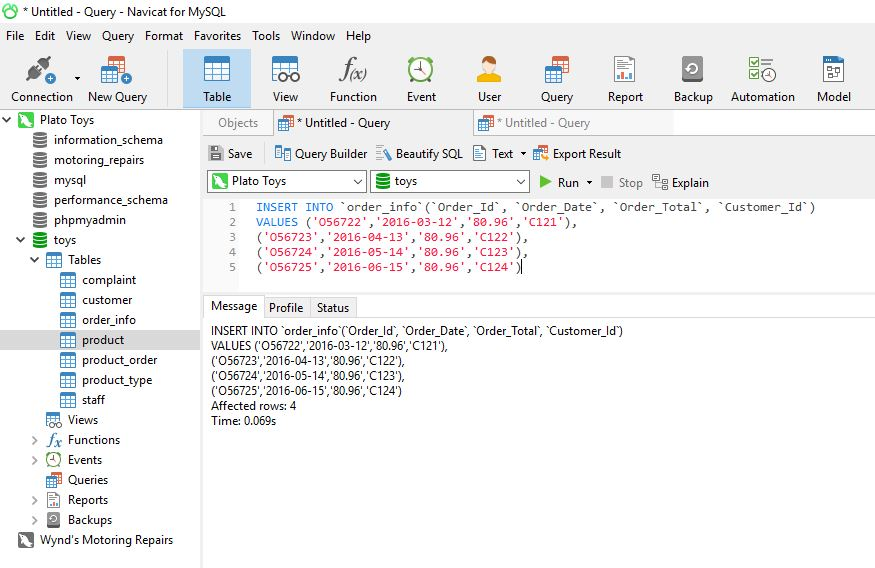 * Untitled - Query - Navicat for MySQL
File Edit View Query Format Favorites Tools Window Help
Connection New Query Table View Function Event User Query Report Backup Automation Model
f(x)
Plato Toys
information_schema
motoring_repairs
mysql
performance_schema
phpmyadmin
toys
Tables
complaint
customer
order_info
product
product_order
product_type
staff
Views
fx Functions
Events
Queries
Reports
Backups
Wynd's Motoring Repairs
Objects * Untitled - Query * Untitled - Query
Save Query Builder Beautify SQL Text Export Result
Plato Toys toys Run Stop Explain
1 INSERT INTO `order_info`(`Order_Id`, `Order_Date`, `Order_Total`, `Customer_Id`)
2 VALUES ('O56722','2016-03-12','80.96','C121'),
3 ('O56723','2016-04-13','80.96','C122'),
4 ('O56724','2016-05-14','80.96','C123'),
5 ('O56725','2016-06-15','80.96','C124')
Message Profile Status
INSERT INTO `order_info`(`Order_Id`, `Order_Date`, `Order_Total`, `Customer_Id`)
VALUES ('O56722','2016-03-12','80.96','C121'),
('O56723','2016-04-13','80.96','C122'),
('O56724','2016-05-14','80.96','C123'),
('O56725','2016-06-15','80.96','C124')
Affected rows: 4
Time: 0.069s